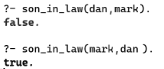 ?- son_in_law(dan,mark).
false.
?- son_in_law(mark,dan ).
true.